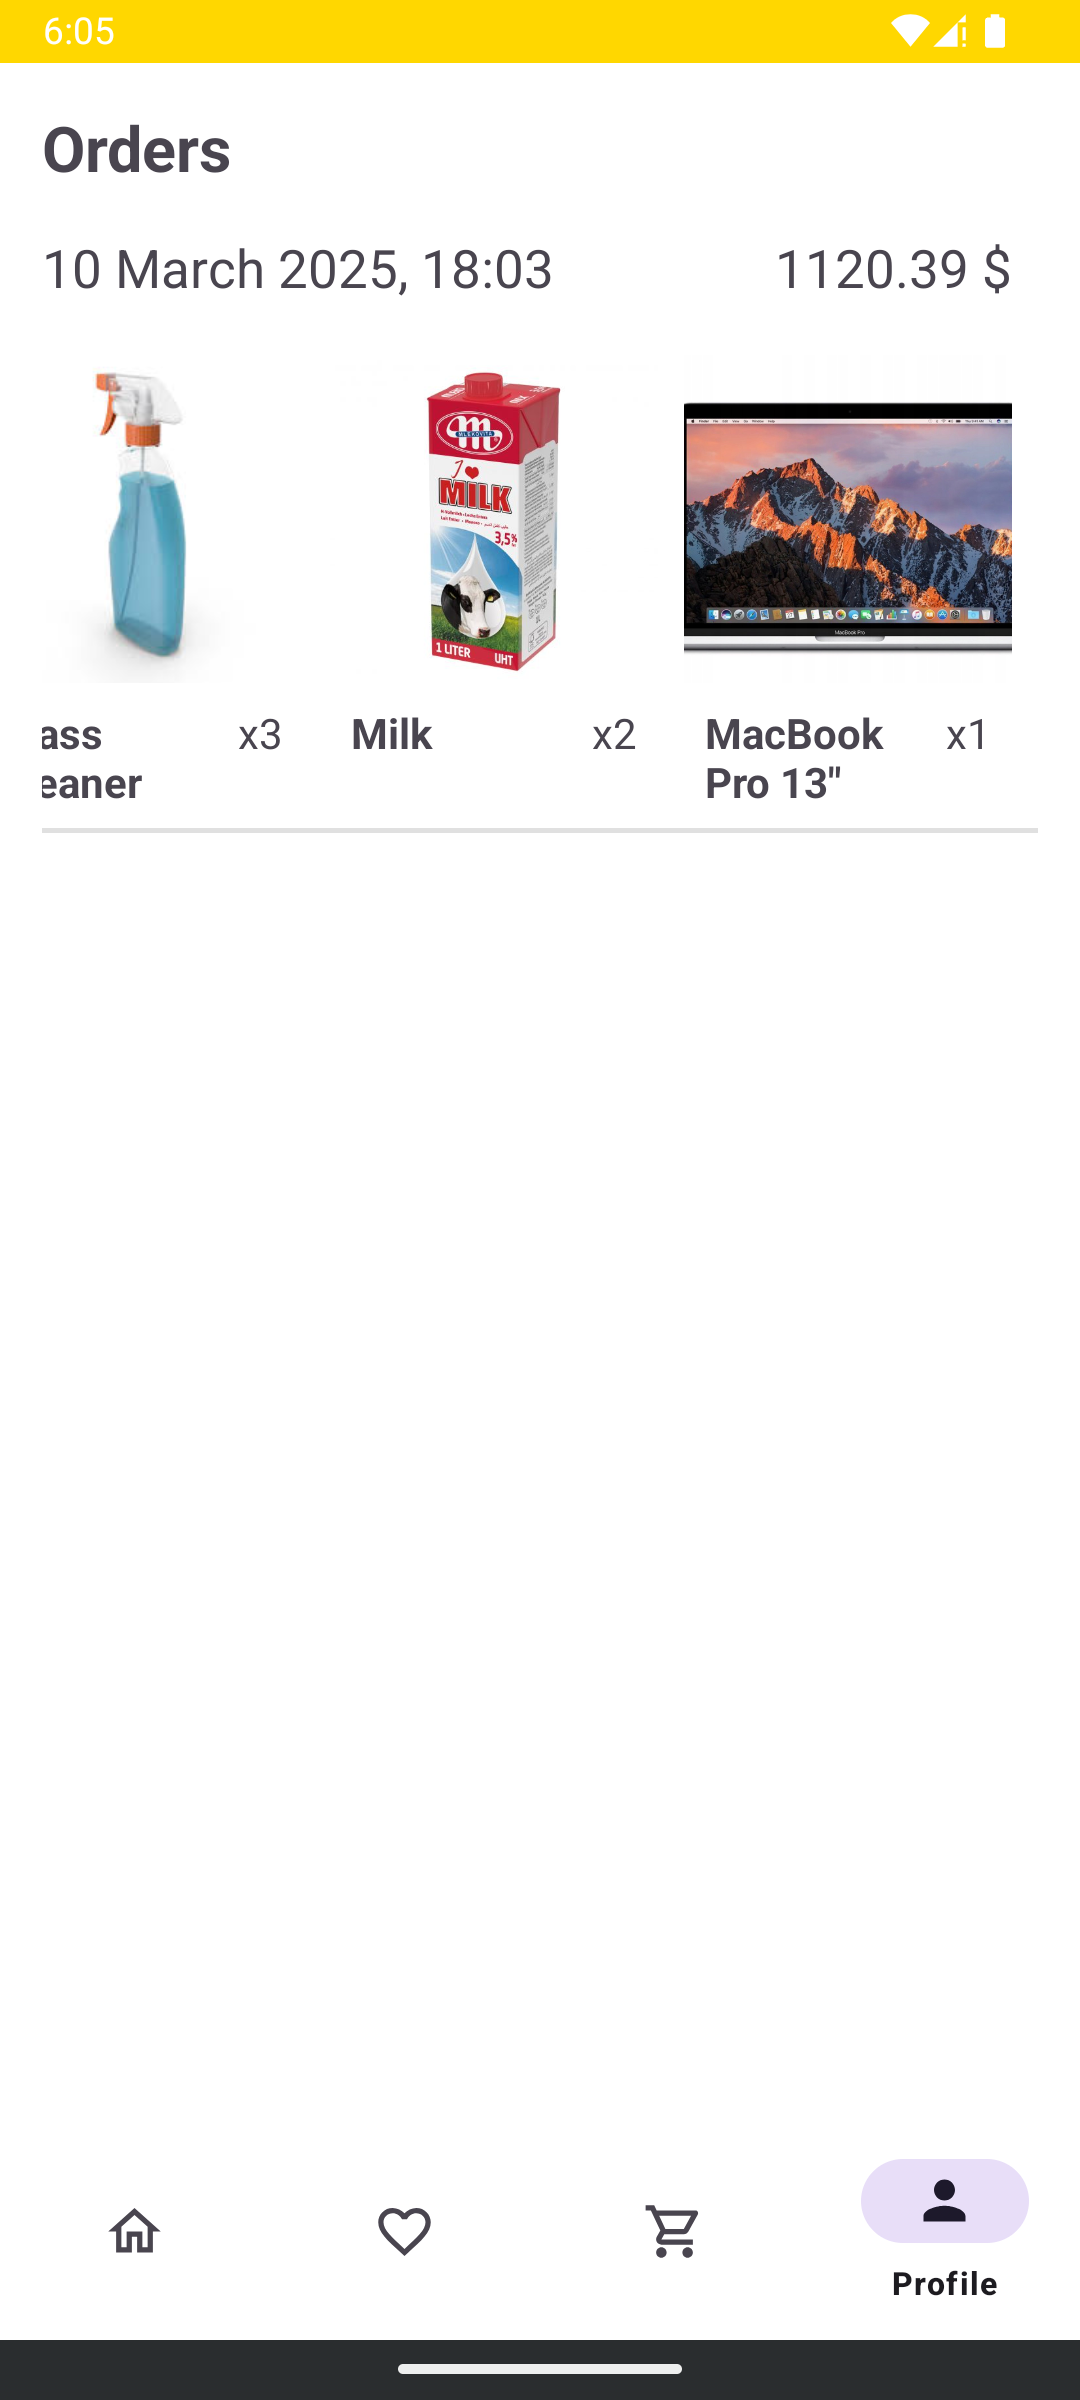 6:05
Orders
10 March 2025, 18:03 1120.39 $
MILK
3,5%
1 LITER UHT
MacBook Pro
ass x3 Milk x2 MacBook x1
eaner Pro 13"
Profile